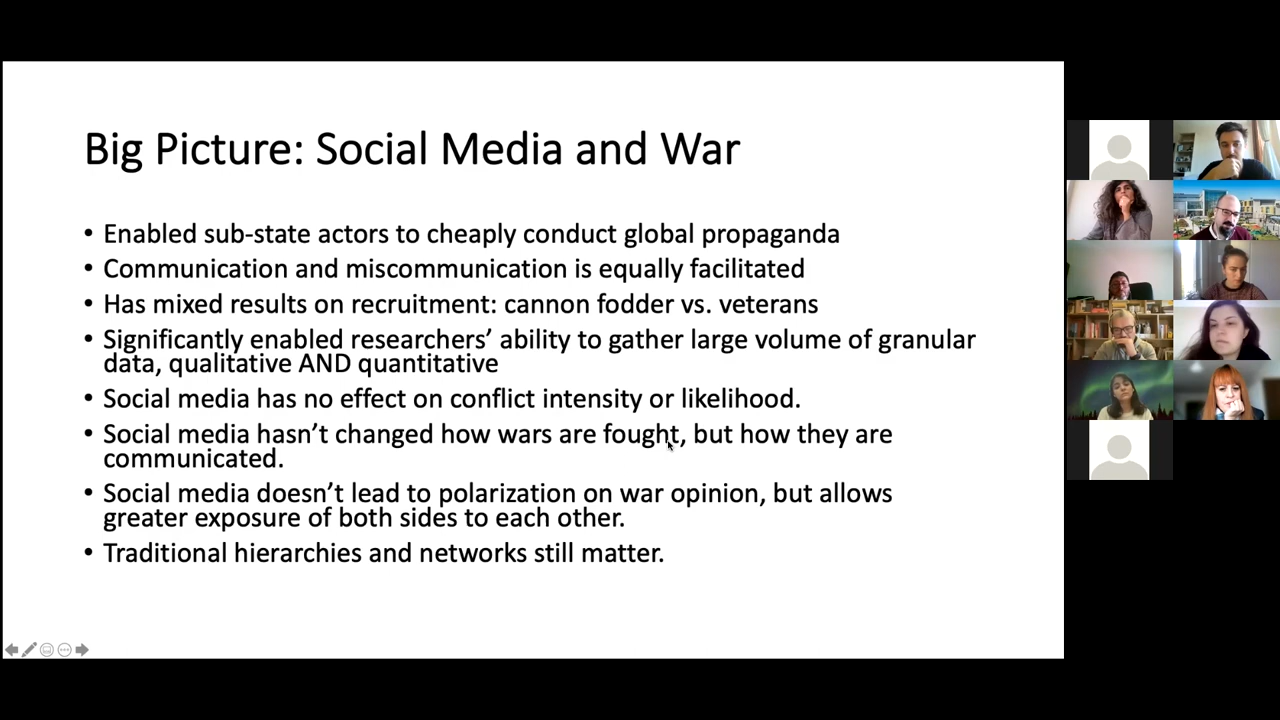 Big Picture: Social Media and War
• Enabled sub-state actors to cheaply conduct global propaganda
• Communication and miscommunication is equally facilitated
• Has mixed results on recruitment: cannon fodder vs. veterans
• Significantly enabled researchers’ ability to gather large volume of granular
data, qualitative AND quantitative
• Social media has no effect on conflict intensity or likelihood.
• Social media hasn’t changed how wars are fought, but how they are
communicated.
• Social media doesn’t lead to polarization on war opinion, but allows
greater exposure of both sides to each other.
• Traditional hierarchies and networks still matter.